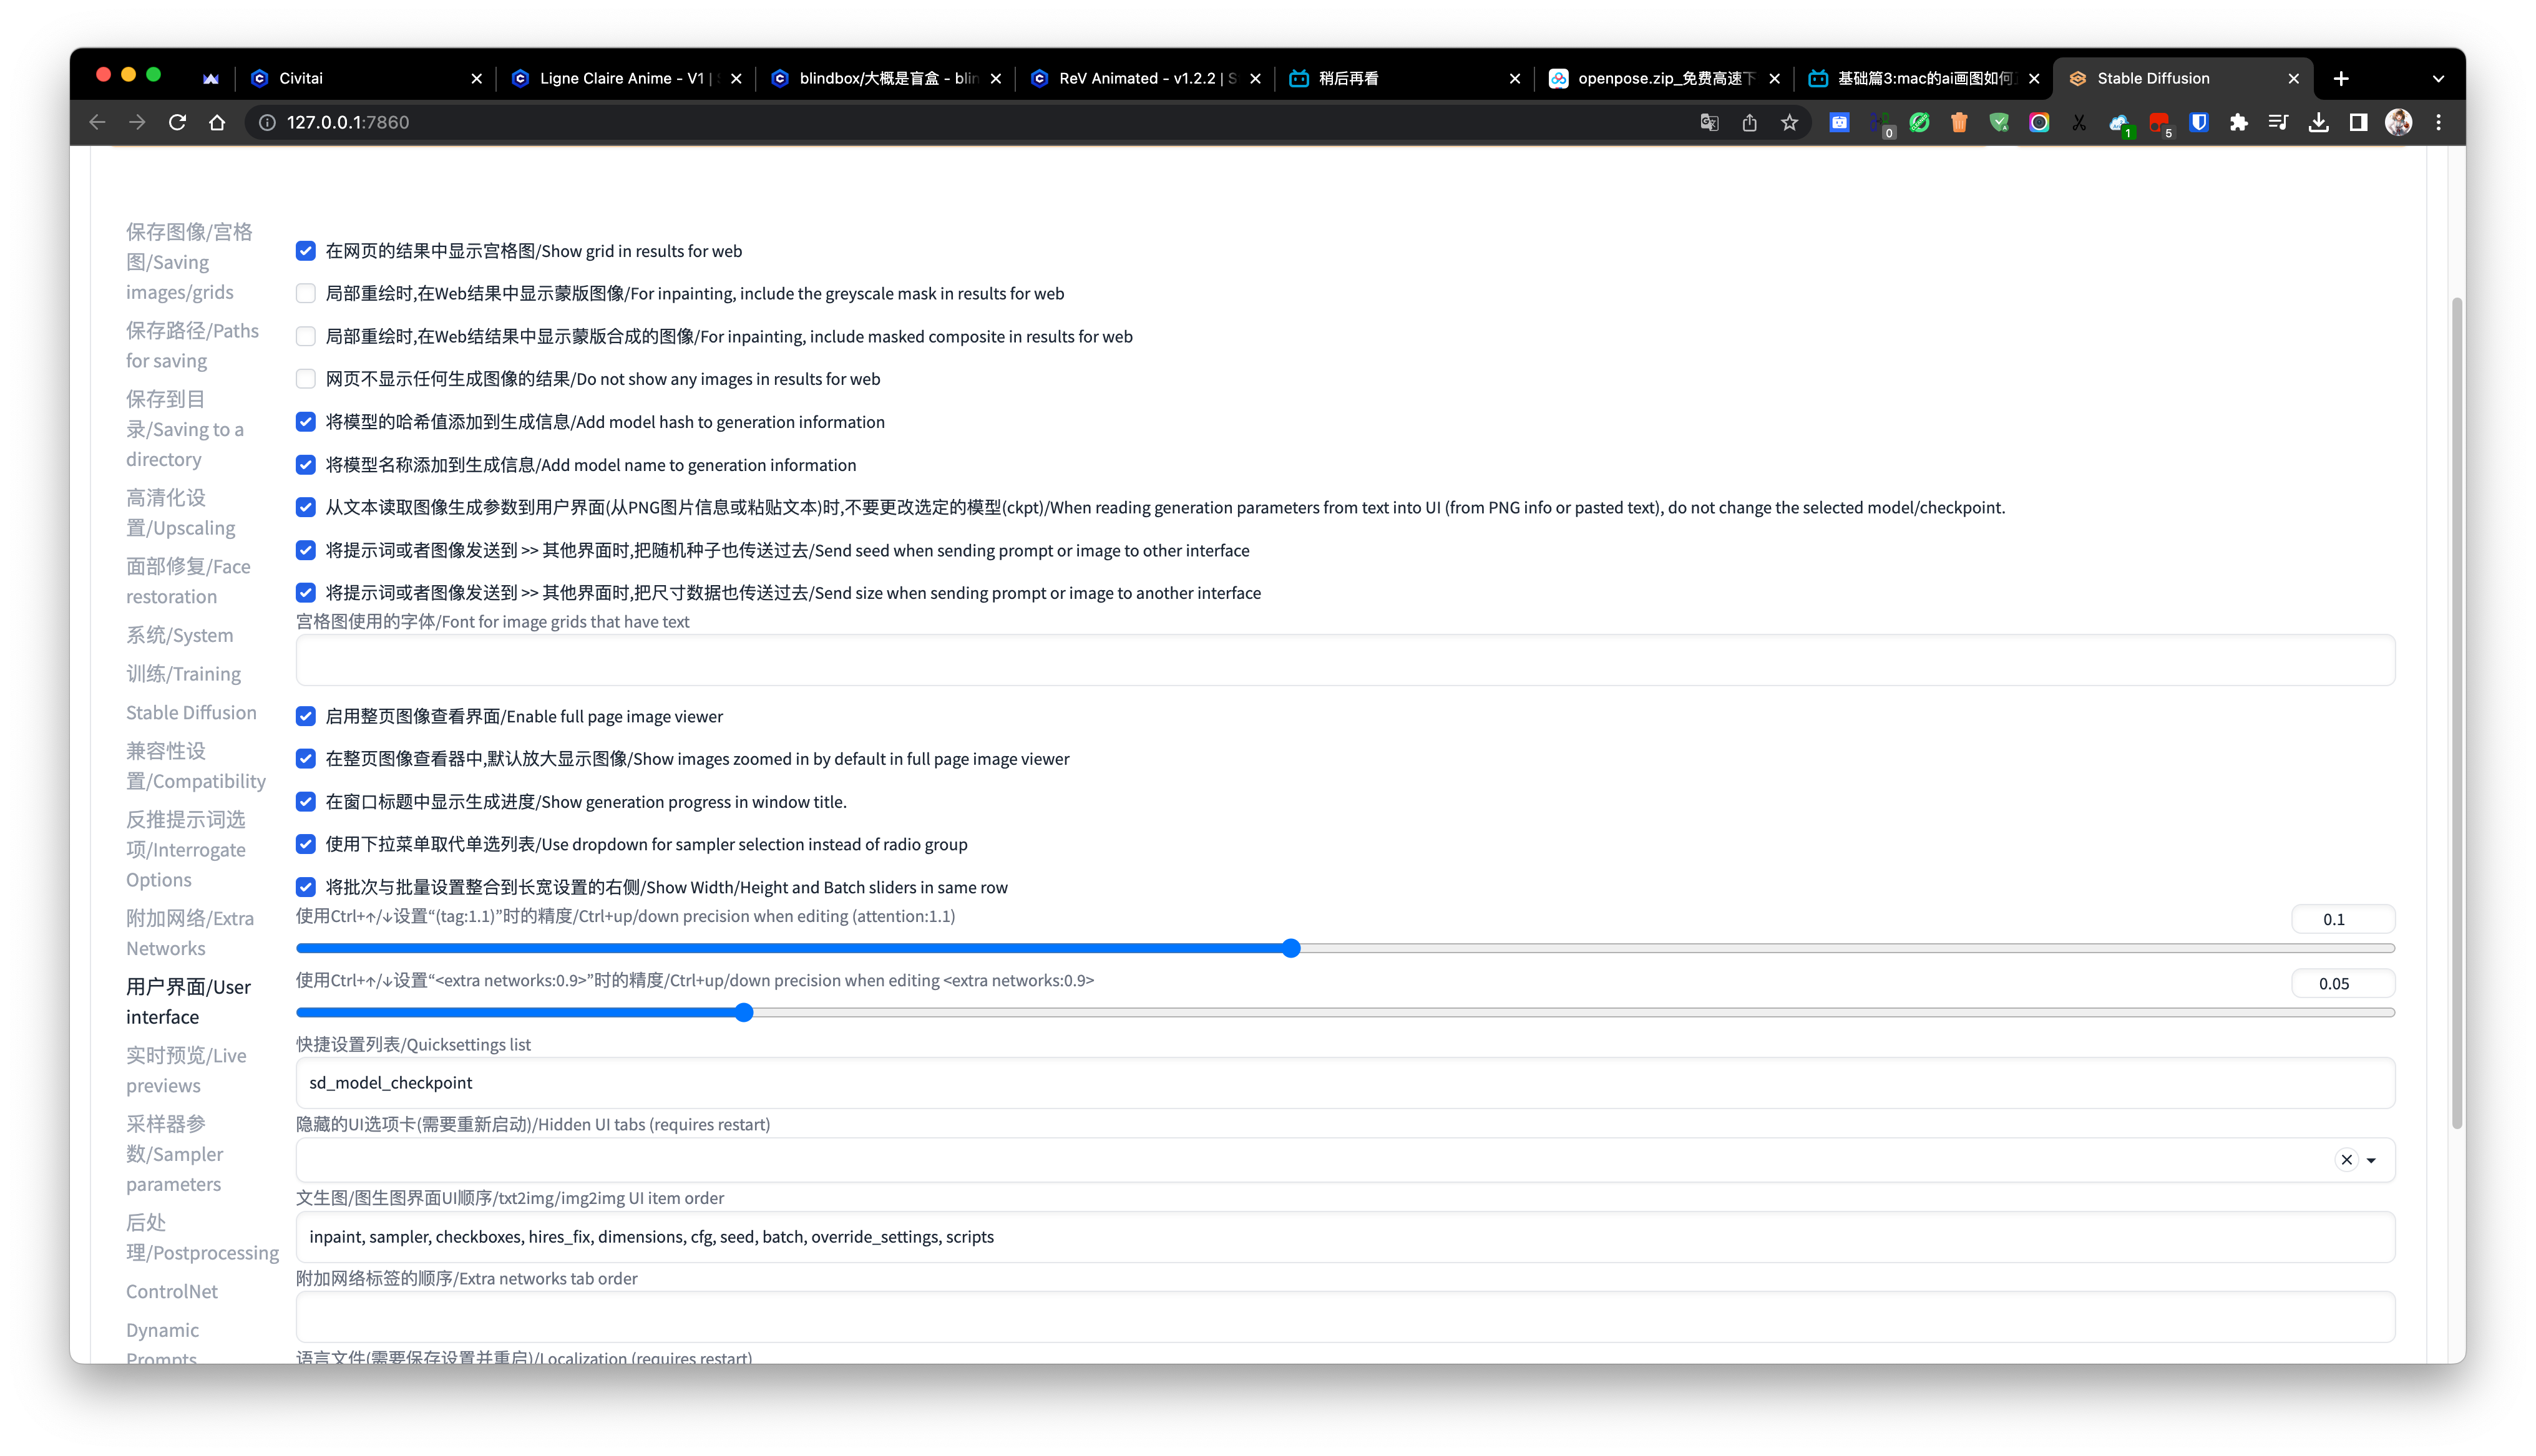 Civitai
Ligne Claire Anime - V1 |
blindbox/大概是盲盒 - blin
ReV Animated - v1.2.2 | S
稍后再看
openpose.zip_免费高速下
基础篇3:mac的ai画图如何
Stable Diffusion
127.0.0.1:7860
0
1
5
保存图像/宫格
图/Saving
images/grids
保存路径/Paths
for saving
保存到目
录/Saving to a
directory
高清化设
置/Upscaling
面部修复/Face
restoration
系统/System
训练/Training
Stable Diffusion
兼容性设
置/Compatibility
反推提示词选
项/Interrogate
Options
附加网络/Extra
Networks
用户界面/User
interface
实时预览/Live
previews
采样器参
数/Sampler
parameters
后处
理/Postprocessing
ControlNet
Dynamic
Prompts
在网页的结果中显示宫格图/Show grid in results for web
局部重绘时,在Web结果中显示蒙版图像/For inpainting, include the greyscale mask in results for web
局部重绘时,在Web结结果中显示蒙版合成的图像/For inpainting, include masked composite in results for web
网页不显示任何生成图像的结果/Do not show any images in results for web
将模型的哈希值添加到生成信息/Add model hash to generation information
将模型名称添加到生成信息/Add model name to generation information
从文本读取图像生成参数到用户界面(从PNG图片信息或粘贴文本)时,不要更改选定的模型(ckpt)/When reading generation parameters from text into UI (from PNG info or pasted text), do not change the selected model/checkpoint.
将提示词或者图像发送到 >> 其他界面时,把随机种子也传送过去/Send seed when sending prompt or image to other interface
将提示词或者图像发送到 >> 其他界面时,把尺寸数据也传送过去/Send size when sending prompt or image to another interface
宫格图使用的字体/Font for image grids that have text
启用整页图像查看界面/Enable full page image viewer
在整页图像查看器中,默认放大显示图像/Show images zoomed in by default in full page image viewer
在窗口标题中显示生成进度/Show generation progress in window title.
使用下拉菜单取代单选列表/Use dropdown for sampler selection instead of radio group
将批次与批量设置整合到长宽设置的右侧/Show Width/Height and Batch sliders in same row
使用Ctrl+↑/↓设置“(tag:1.1)”时的精度/Ctrl+up/down precision when editing (attention:1.1)
0.1
使用Ctrl+↑/↓设置“<extra networks:0.9>”时的精度/Ctrl+up/down precision when editing <extra networks:0.9>
0.05
快捷设置列表/Quicksettings list
sd_model_checkpoint
隐藏的UI选项卡(需要重新启动)/Hidden UI tabs (requires restart)
文生图/图生图界面UI顺序/txt2img/img2img UI item order
inpaint, sampler, checkboxes, hires_fix, dimensions, cfg, seed, batch, override_settings, scripts
附加网络标签的顺序/Extra networks tab order
语言文件(需要保存设置并重启)/Localization (requires restart)